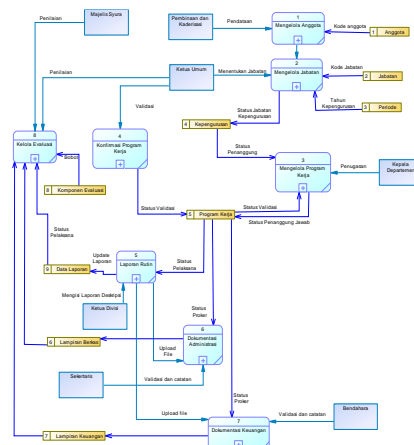 Majelis Syura
Penilaian
Pembinaan dan
Kaderisasi
Pendataan
1
Mengelola Anggota
Kode anggota
1 Anggota
Penilaian
Ketua Umum
Menentukan Jabatan
2
Mengelola Jabatan
Kode Jabatan
2 Jabatan
Tahun
Kepengurusan
3 Periode
Validasi
Status Jabatan
Kepengurusan
4 Kepengurusan
8
Kelola Evaluasi
4
Konfirmasi Program
Kerja
Status
Penanggung
3
Mengelola Program
Kerja
Penugasan
Kepala
Departemen
Bobot
8 Komponen Evaluasi
Status Validasi
Status Validasi
5 Program Kerja
Status Penanggung Jawab
Status
Pelaksana
Update
Laporan
9 Data Laporan
5
Laporan Rutin
Status
Pelaksana
Mengisi Laporan Deskripsi
Ketua Divisi
Status
Proker
6 Lampiran Berkas
6
Dokumentasi
Administrasi
Upload
File
Sekertaris
Validasi dan catatan
Status
Proker
Upload file
Validasi dan catatan
Bendahara
7 Lampiran Keuangan
7
Dokumentasi Keuangan